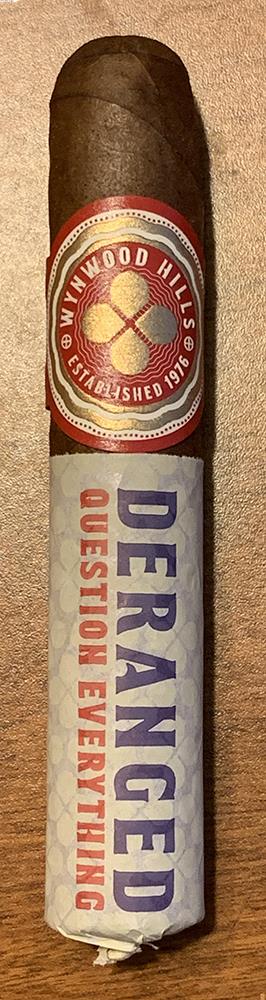 WYNWOOD HILLS
ESTABLISHED 1976
DERANGED
QUESTION EVERYTHING